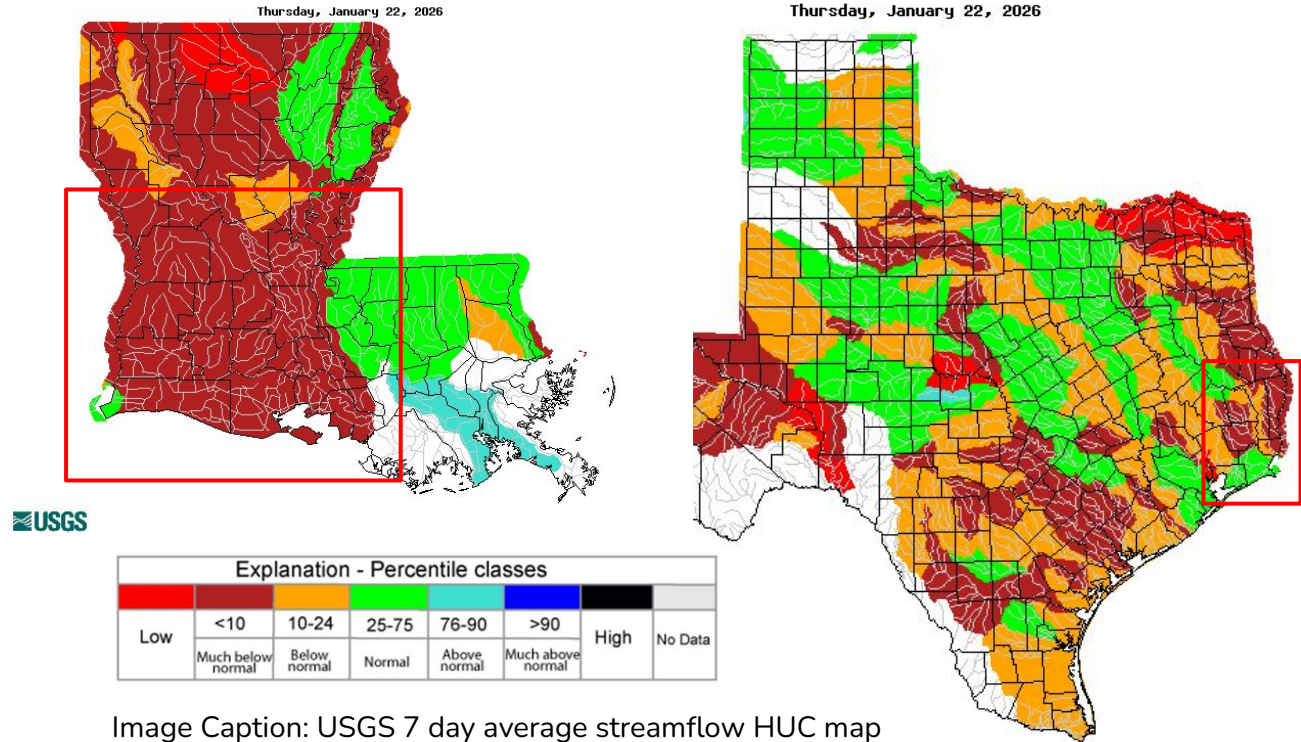 Thursday, January 22, 2026
Thursday, January 22, 2026
USGS
Explanation - Percentile classes
Low
<10
10-24
25-75
76-90
>90
High
No Data
Much below normal
Below normal
Normal
Above normal
Much above normal
Image Caption: USGS 7 day average streamflow HUC map